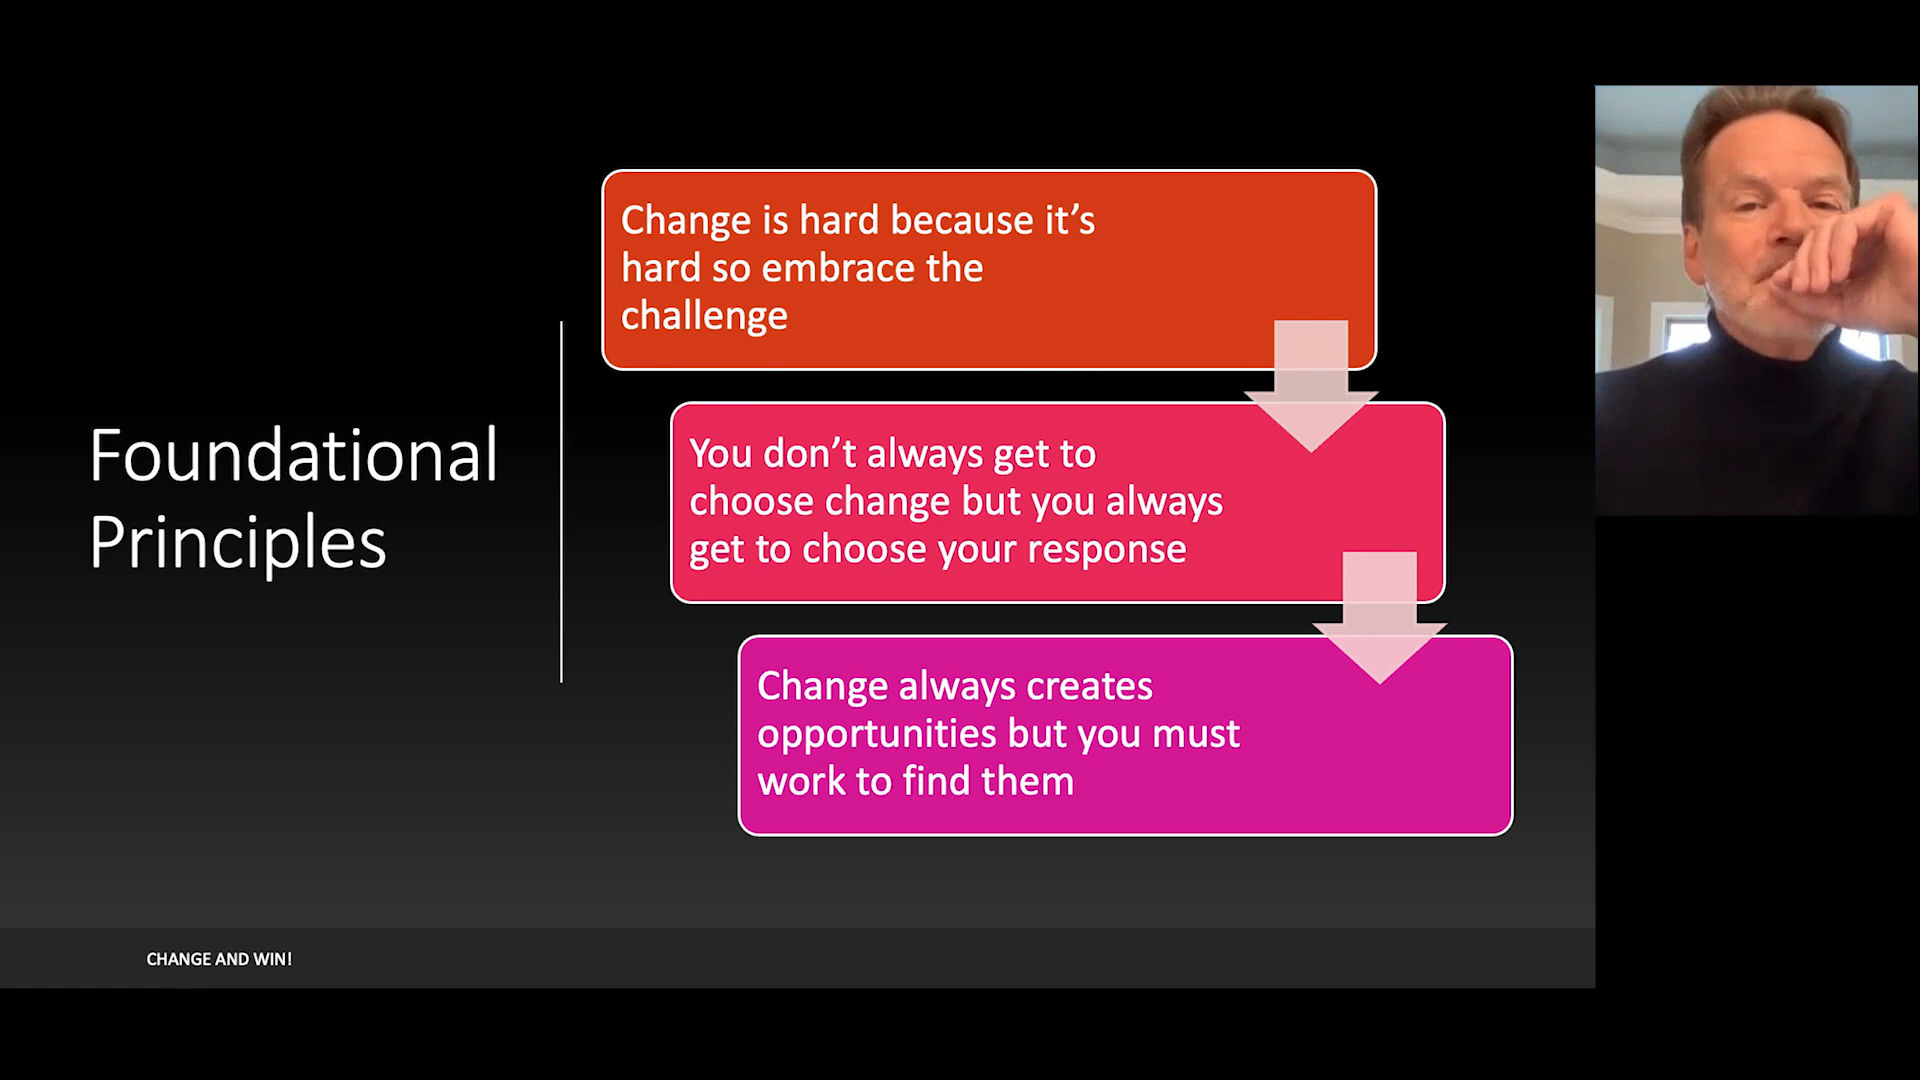 Foundational
Principles
Change is hard because it’s
hard so embrace the
challenge
You don’t always get to
choose change but you always
get to choose your response
Change always creates
opportunities but you must
work to find them
CHANGE AND WIN!